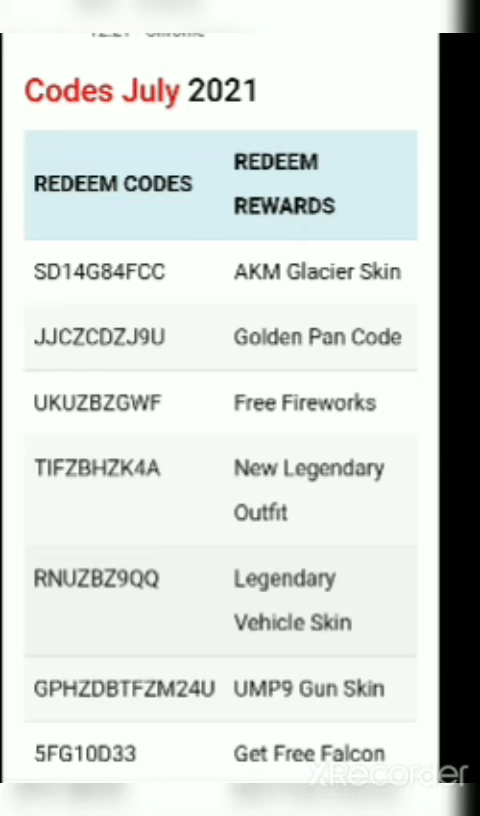 Codes July 2021
REDEEM CODES
REDEEM
REWARDS
SD14G84FCC
AKM Glacier Skin
JJCZCDZJ9U
Golden Pan Code
UKUZBZGWF
Free Fireworks
TIFZBHZK4A
New Legendary
Outfit
RNUZBZ9QQ
Legendary
Vehicle Skin
GPHZDBTFZM24U
UMP9 Gun Skin
5FG10D33
Get Free Falcon
XRecorder